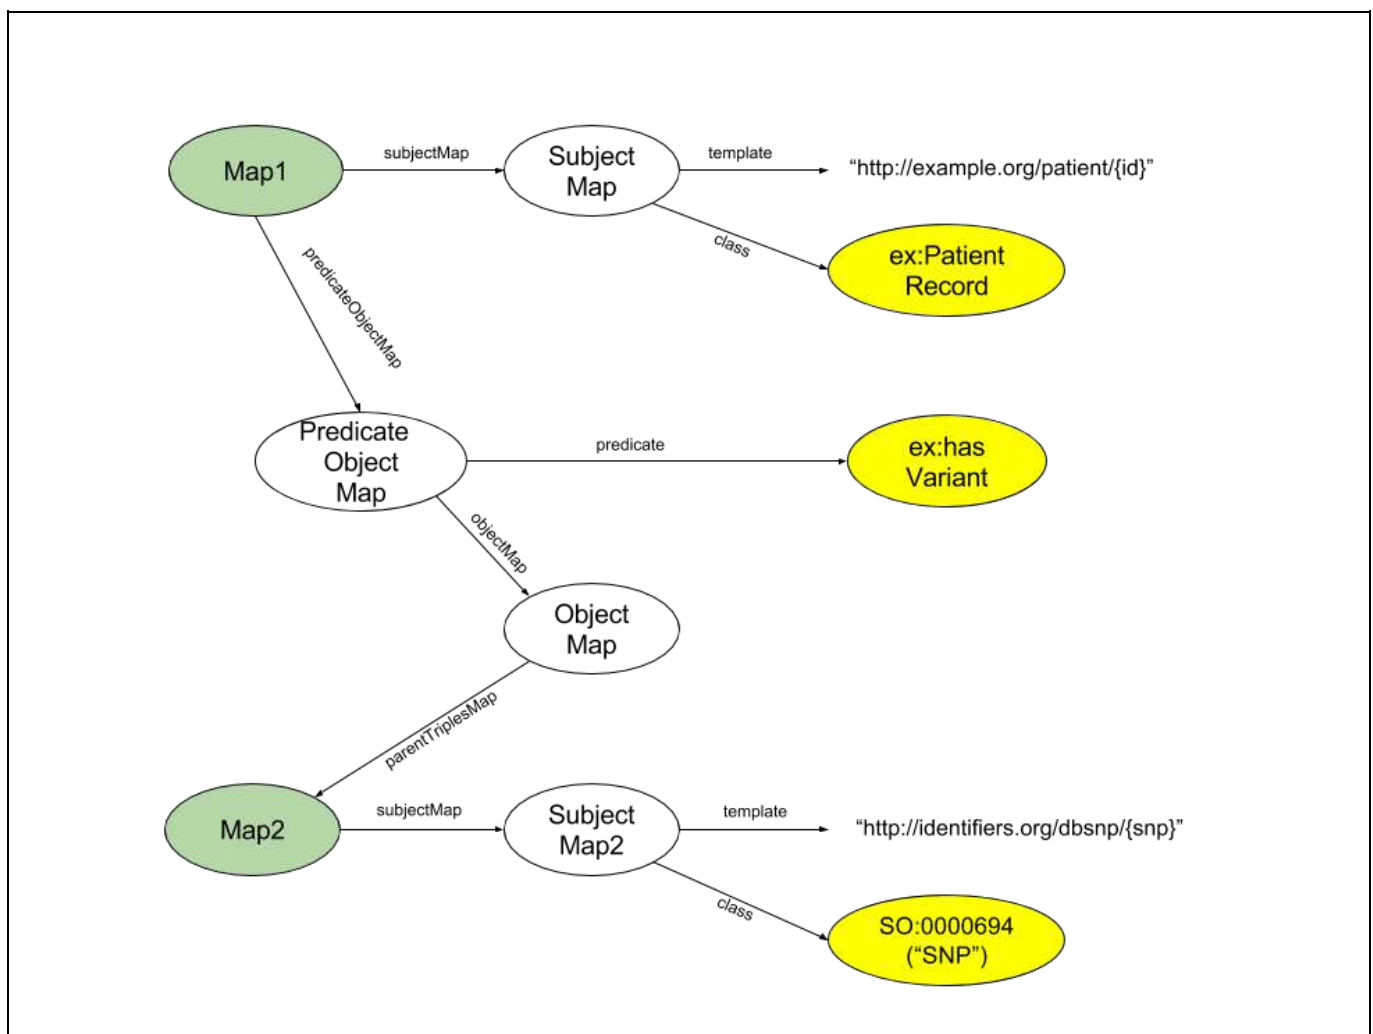 Map1
subjectMap
Subject
Map
template
“http://example.org/patient/{id}”
class
ex:Patient
Record
predicateObjectMap
Predicate
Object
Map
predicate
ex:has
Variant
objectMap
Object
Map
parentTriplesMap
Map2
subjectMap
Subject
Map2
template
“http://identifiers.org/dbsnp/{snp}”
class
SO:0000694
(“SNP”)